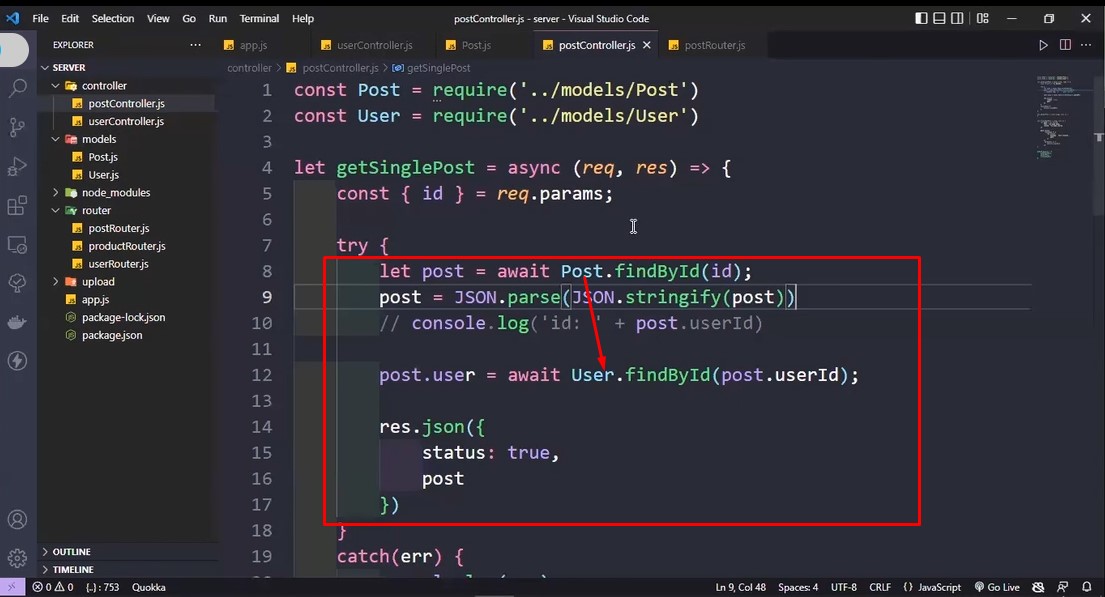 File Edit Selection View Go Run Terminal Help postController.js - server - Visual Studio Code
EXPLORER ...
app.js userController.js Post.js postController.js postRouter.js
SERVER
controller
postController.js
userController.js
models
Post.js
User.js
node_modules
router
postRouter.js
productRouter.js
userRouter.js
upload
app.js
package-lock.json
package.json
OUTLINE
TIMELINE
controller > postController.js > getSinglePost
1 const Post = require('../models/Post')
2 const User = require('../models/User')
3
4 let getSinglePost = async (req, res) => {
5 const { id } = req.params;
6
7 try {
8 let post = await Post.findById(id);
9 post = JSON.parse(JSON.stringify(post))
10 // console.log('id: ' + post.userId)
11
12 post.user = await User.findById(post.userId);
13
14 res.json({
15 status: true,
16 post
17 })
18 }
19 catch(err) {
0 0 {..} : 753 Quokka Ln 9, Col 48 Spaces: 4 UTF-8 CRLF {} JavaScript Go Live